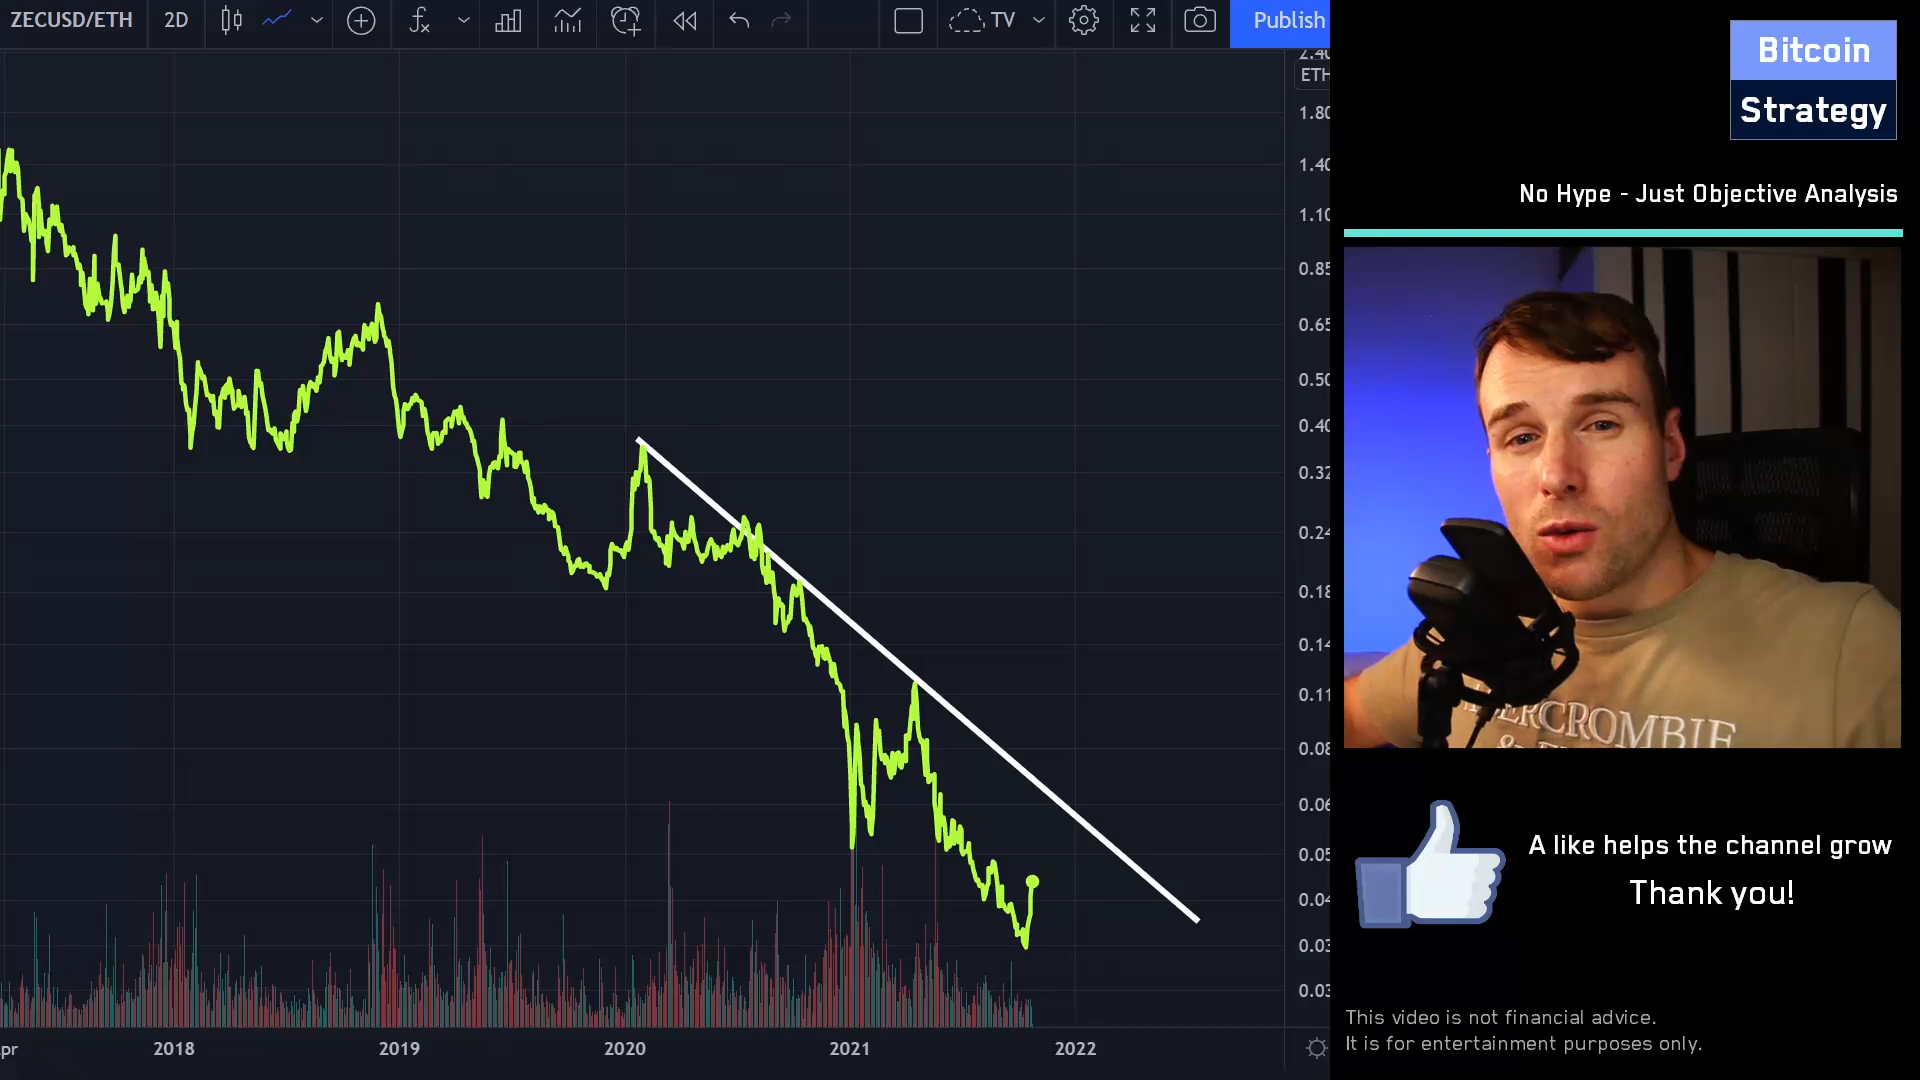 ZECUSD/ETH 2D TV Publish
ETH
1.80
1.40
1.10
0.85
0.65
0.50
0.40
0.32
0.24
0.18
0.14
0.11
0.08
0.06
0.05
0.04
0.03
0.03
2018 2019 2020 2021 2022
Bitcoin
Strategy
No Hype - Just Objective Analysis
A like helps the channel grow
Thank you!
This video is not financial advice.
It is for entertainment purposes only.